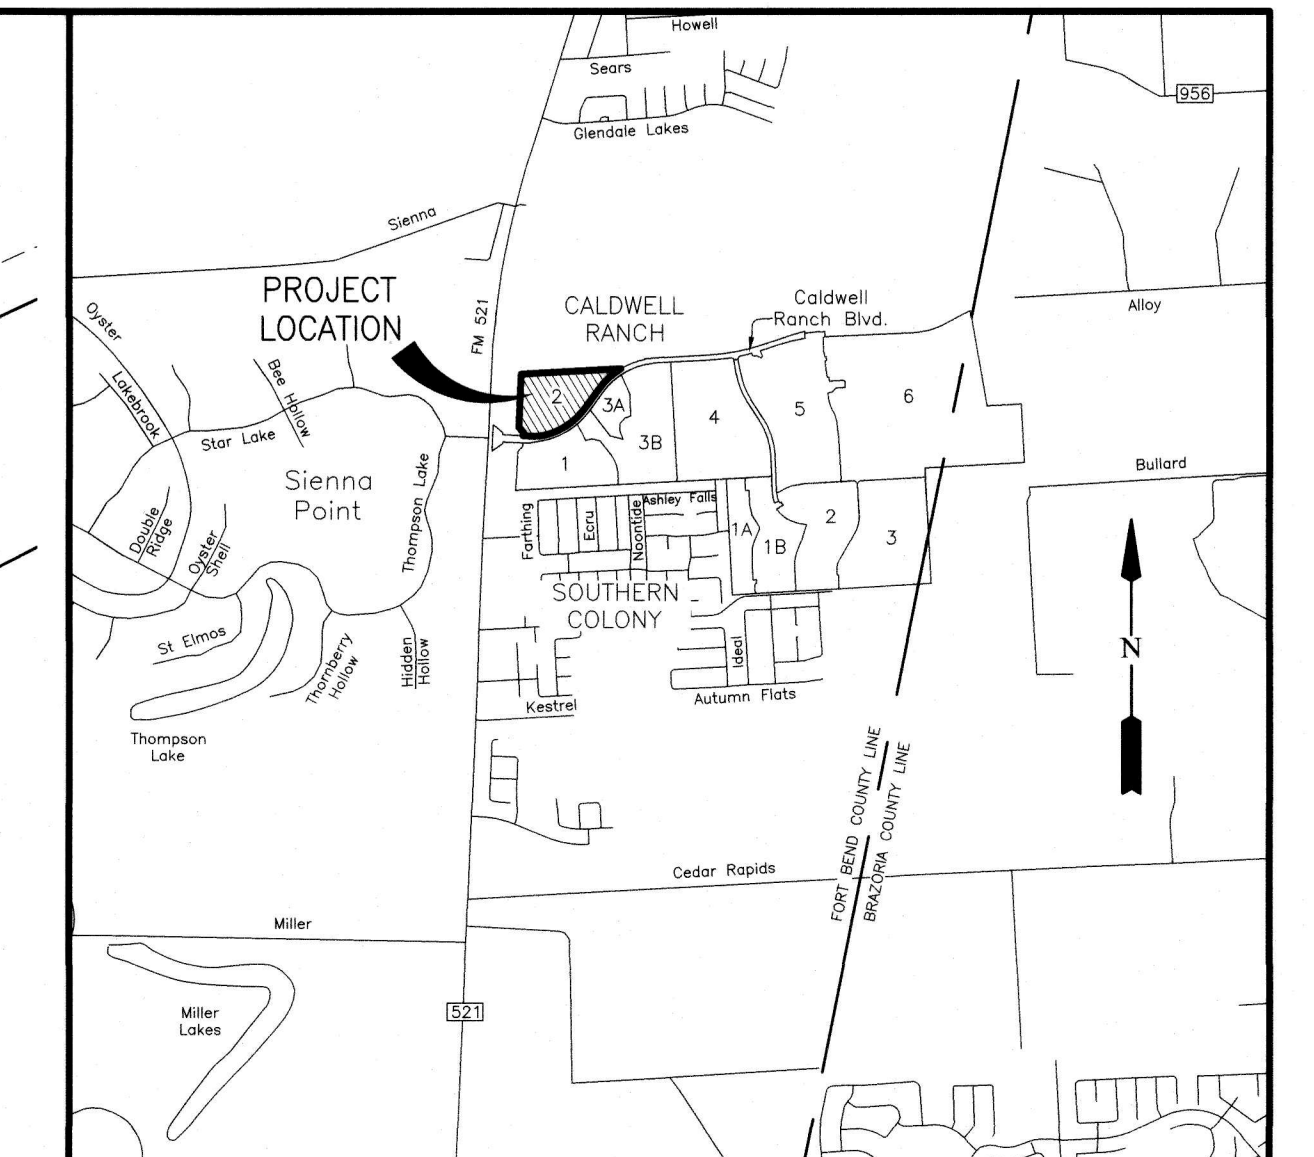 Howell
Sears
Glendale Lakes
956
Sienna
PROJECT
LOCATION
FM 521
CALDWELL
RANCH
Caldwell
Ranch Blvd.
Alloy
Oyster
Lakebrook
Bee Hollow
Star Lake
2
3A
3B
4
5
6
1
Sienna
Point
Thompson Lake
Bullard
Double
Ridge
Oyster
Shell
Farthing
Ecru
Noontide
Ashley Falls
1A
1B
2
3
SOUTHERN
COLONY
St Elmos
Thornberry
Hollow
Hidden
Hollow
Ideal
Autumn Flats
Kestrel
N
Thompson
Lake
FORT BEND COUNTY LINE
BRAZORIA COUNTY LINE
Cedar Rapids
Miller
521
Miller
Lakes